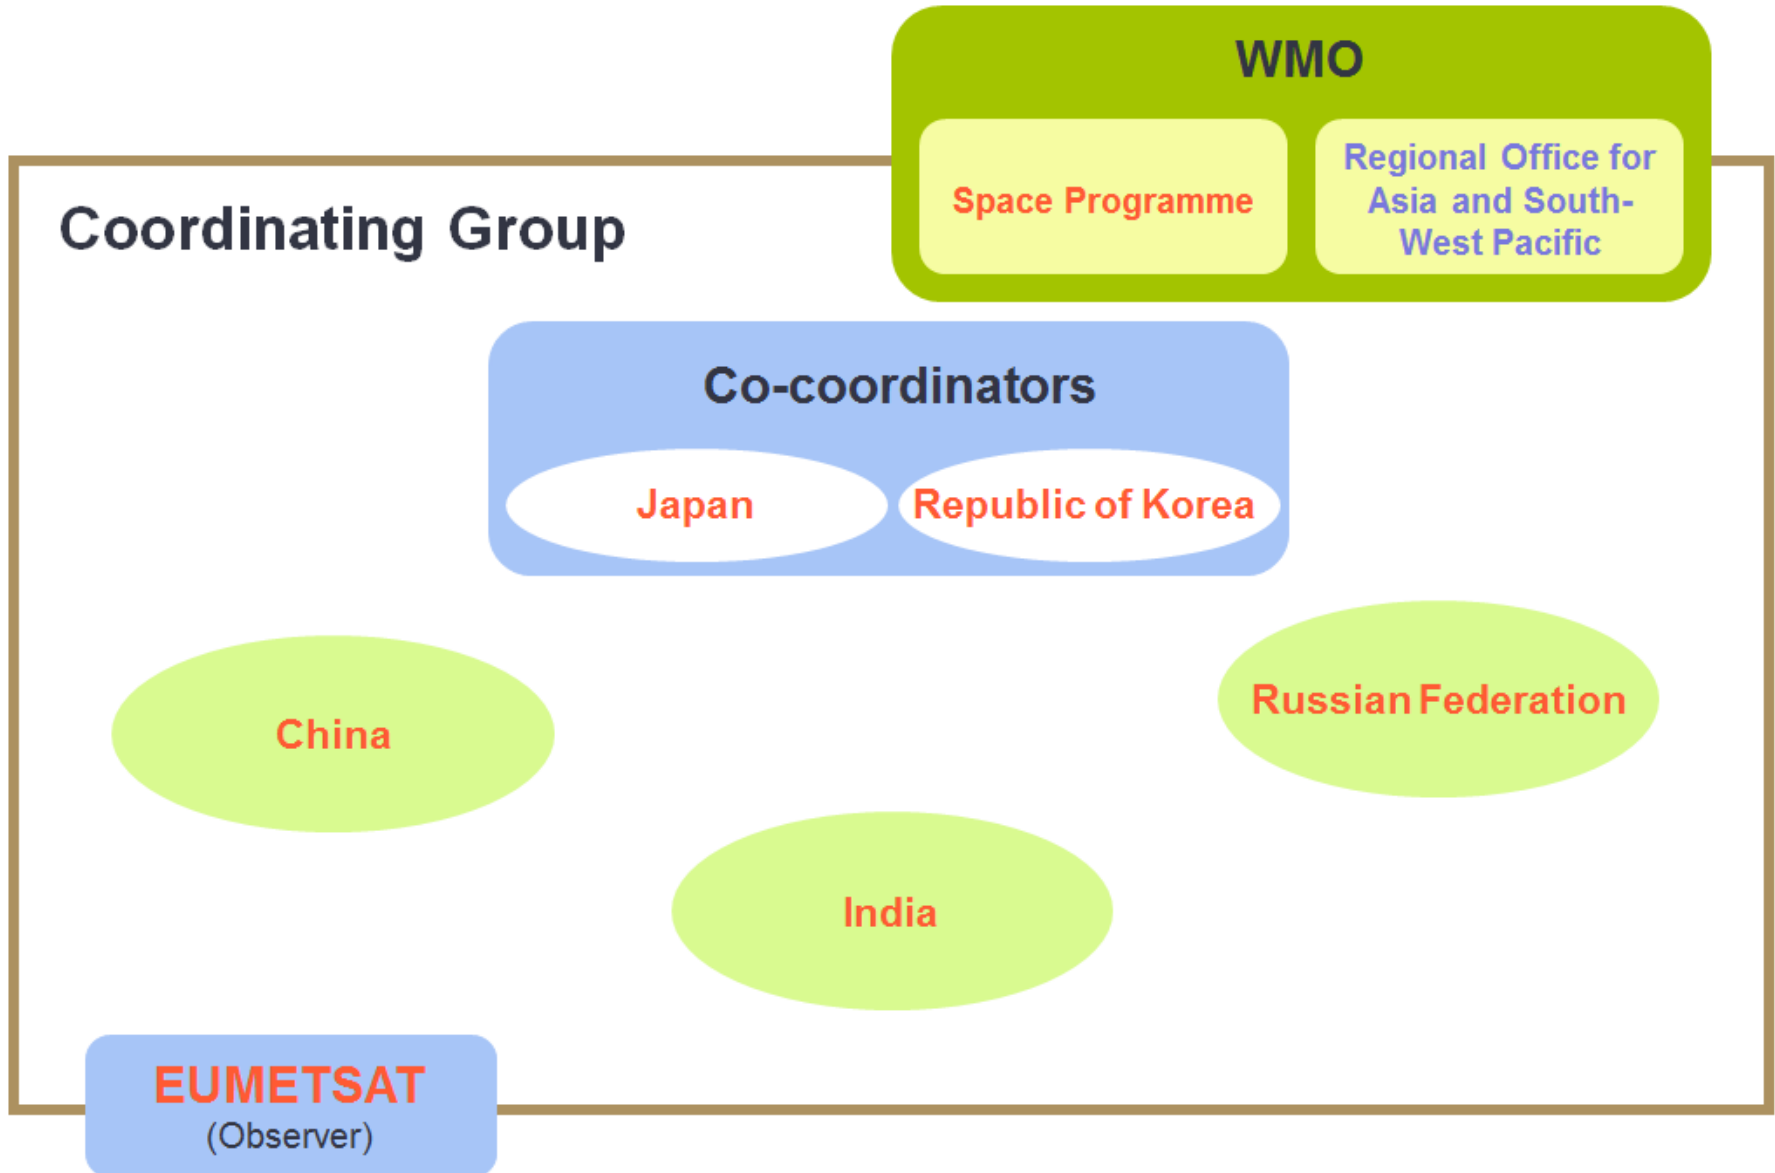 WMO
Space Programme
Regional Office for
Asia and South-
West Pacific
Coordinating Group
Co-coordinators
Japan
Republic of Korea
Russian Federation
China
India
EUMETSAT
(Observer)